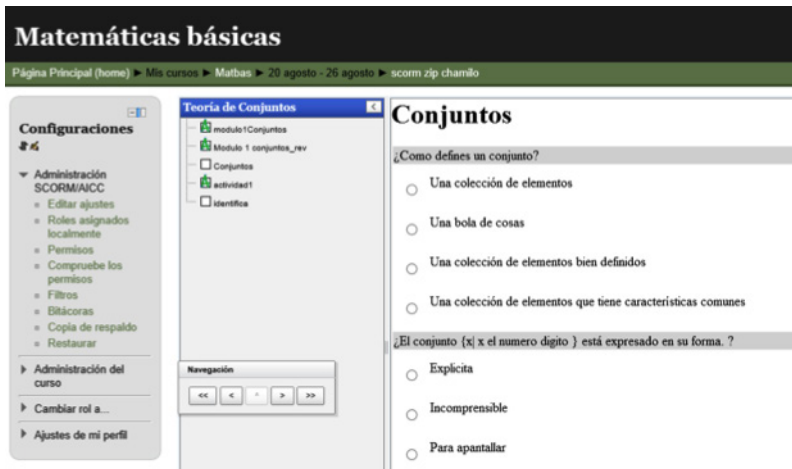 Matemáticas básicas
Página Principal (home) ► Mis cursos ► Matbas ► 20 agosto - 26 agosto ► scorm zip chamilo
Configuraciones
Administración
SCORM/AICC
Editar ajustes
Roles asignados
localmente
Permisos
Compruebe los
permisos
Filtros
Bitácoras
Copia de respaldo
Restaurar
Administración del
curso
Cambiar rol a...
Ajustes de mi perfil
Teoría de Conjuntos
modulo1Conjuntos
Modulo 1 conjuntos_rev
Conjuntos
actividad1
identifica
Navegación
<< < ^ > >>
Conjuntos
¿Como defines un conjunto?
Una colección de elementos
Una bola de cosas
Una colección de elementos bien definidos
Una colección de elementos que tiene características comunes
¿El conjunto {x| x el numero digito } está expresado en su forma. ?
Explicita
Incomprensible
Para apantallar